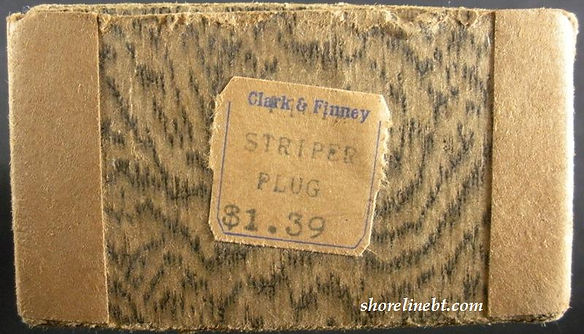 Clark & Finney
STRIPER
PLUG
$1.39
shorelinebt.com